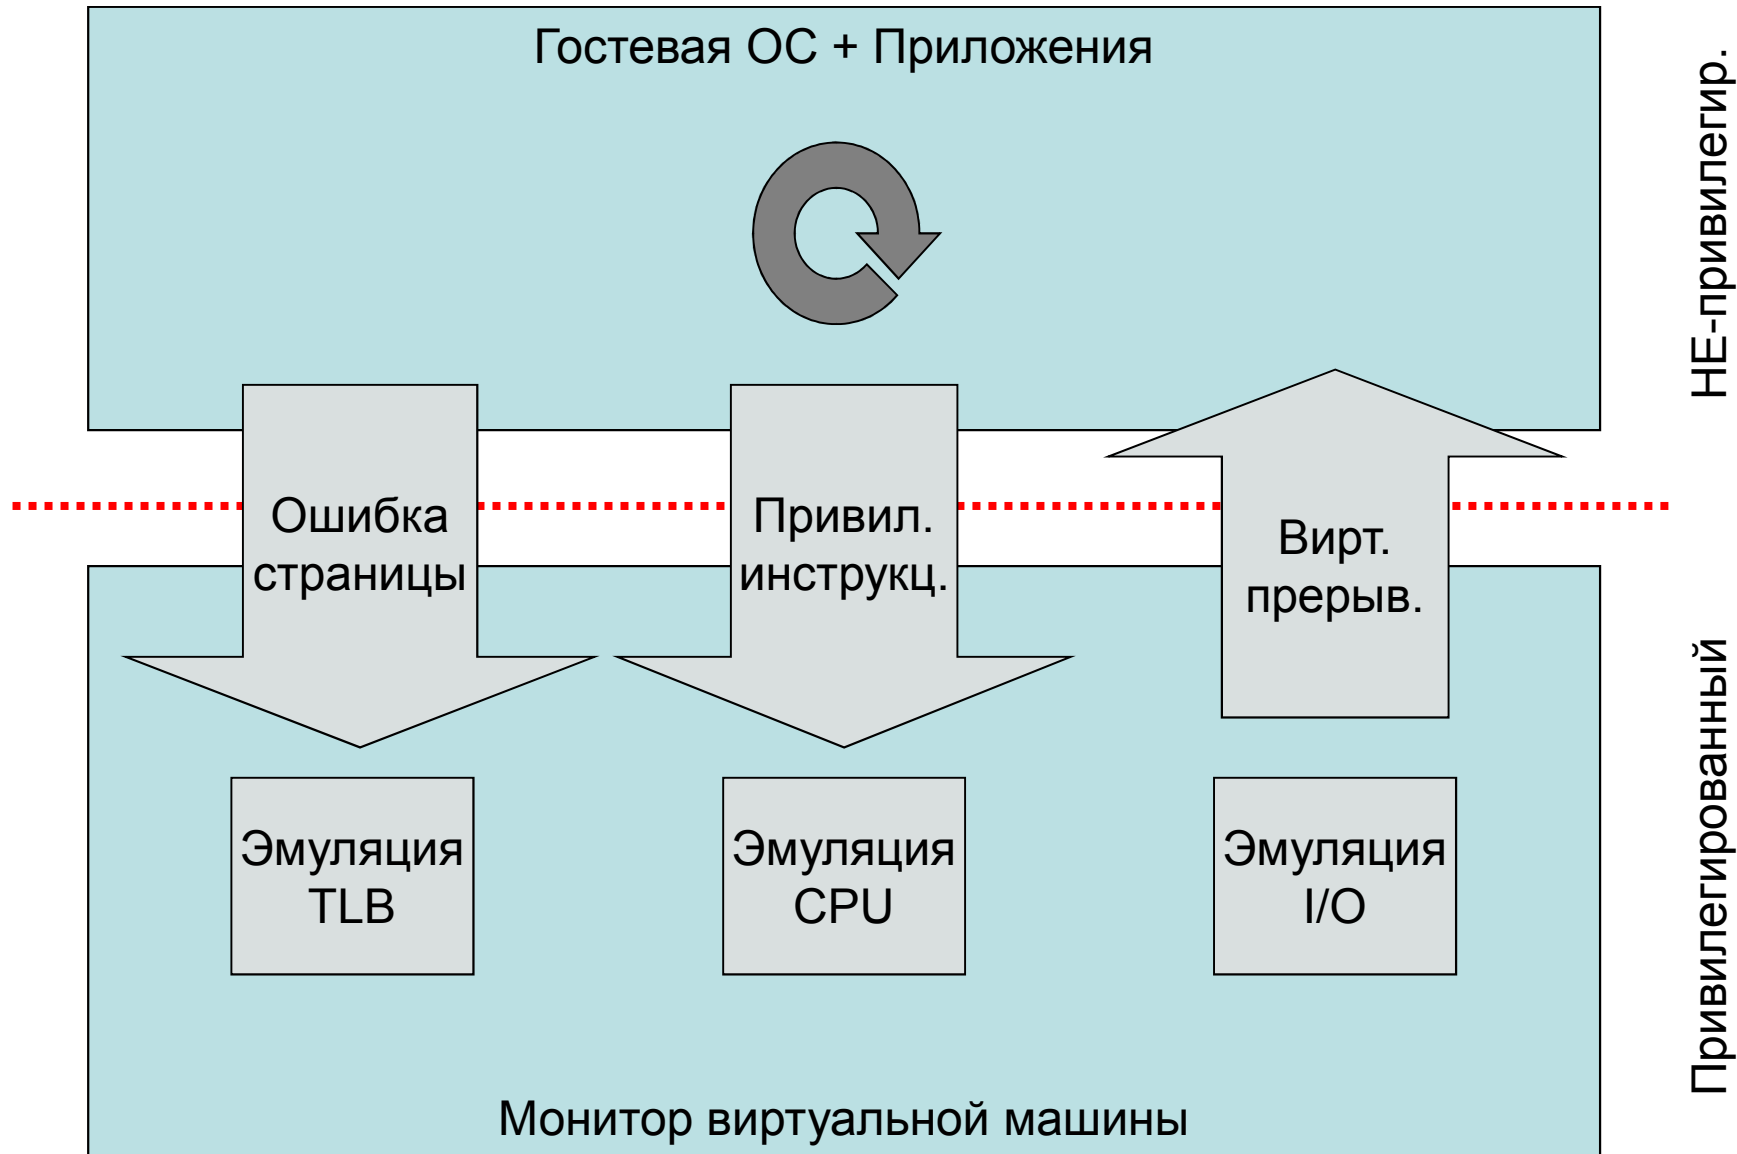 Гостевая ОС + Приложения
НЕ-привилегир.
Ошибка
страницы
Привил.
инструкц.
Вирт.
прерыв.
Эмуляция
TLB
Эмуляция
CPU
Эмуляция
I/O
Привилегированный
Монитор виртуальной машины